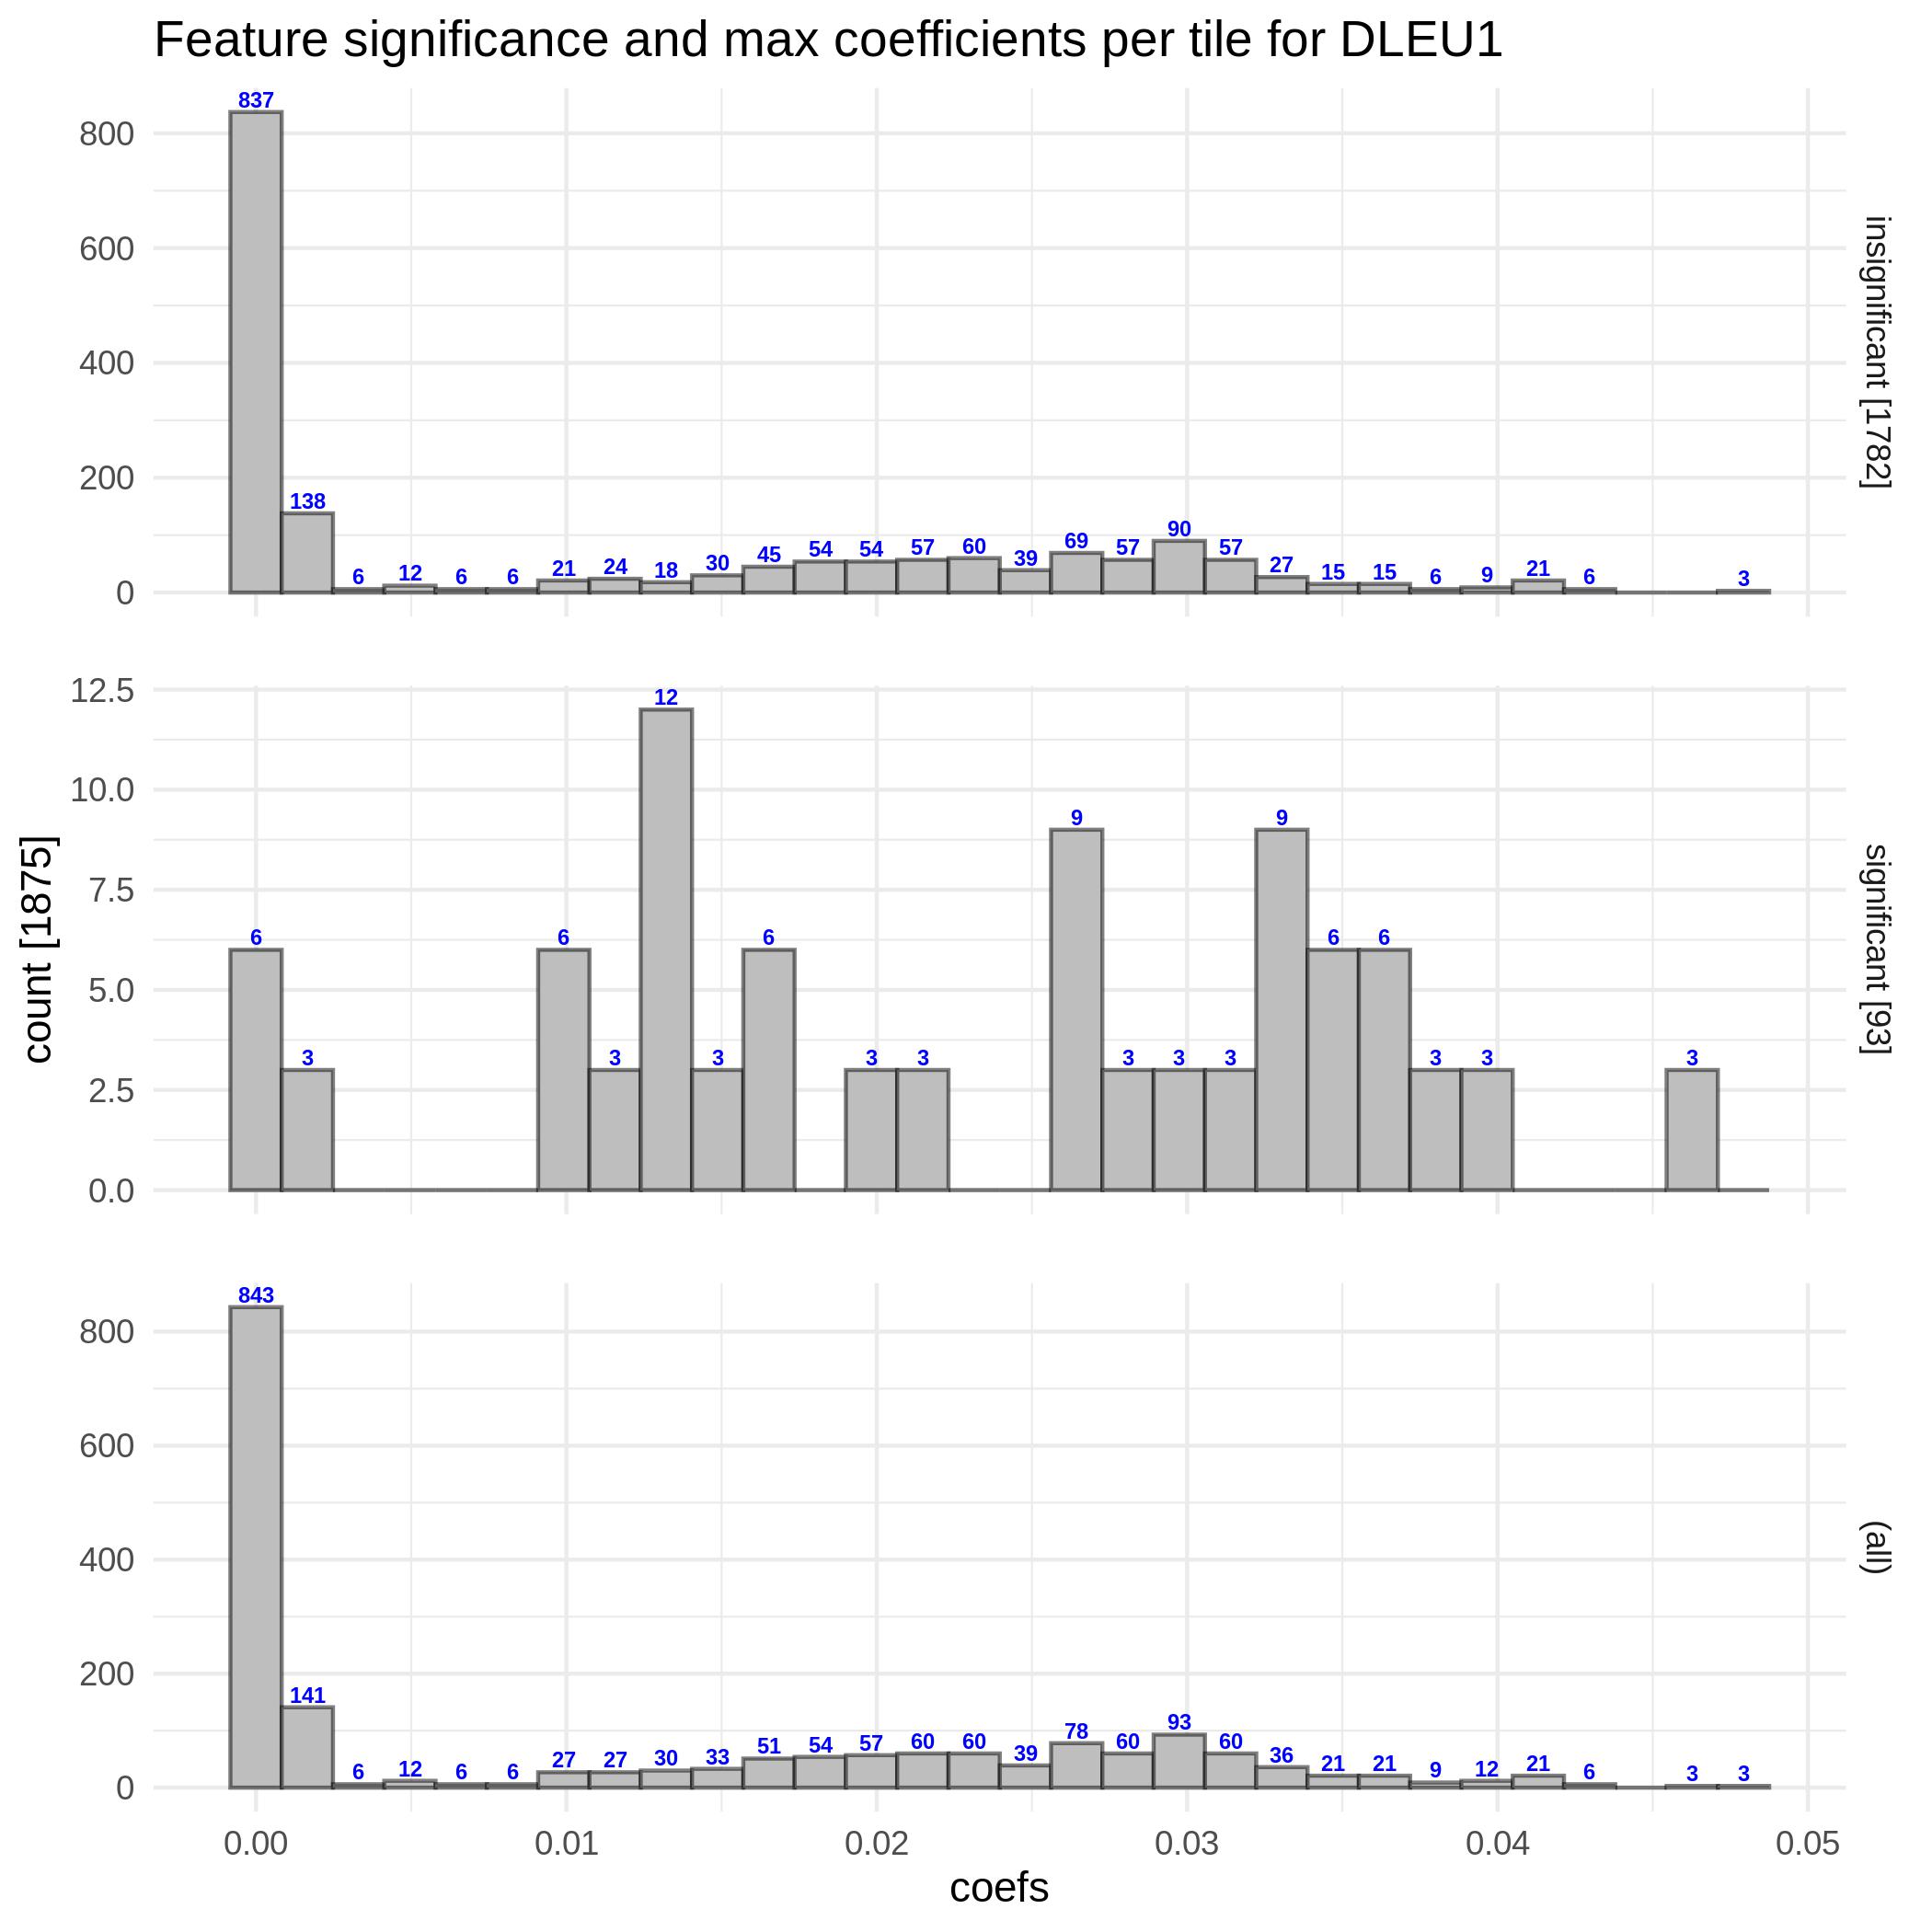 Feature significance and max coefficients per tile for DLEU1
837
800
600
400
200
0
138 6 12 6 6 21 24 18 30 45 54 54 57 60 39 69 57 90 57 27 15 15 6 9 21 6 3
insignificant [1782]
12.5
10.0
7.5
5.0
2.5
0.0
6 3 6 3 12 3 6 3 3 9 3 3 3 9 6 6 3 3 3
significant [93]
count [1875]
843
800
600
400
200
0
141 6 12 6 6 27 27 30 33 51 54 57 60 60 39 78 60 93 60 36 21 21 9 12 21 6 3 3
(all)
0.00 0.01 0.02 0.03 0.04 0.05
coefs